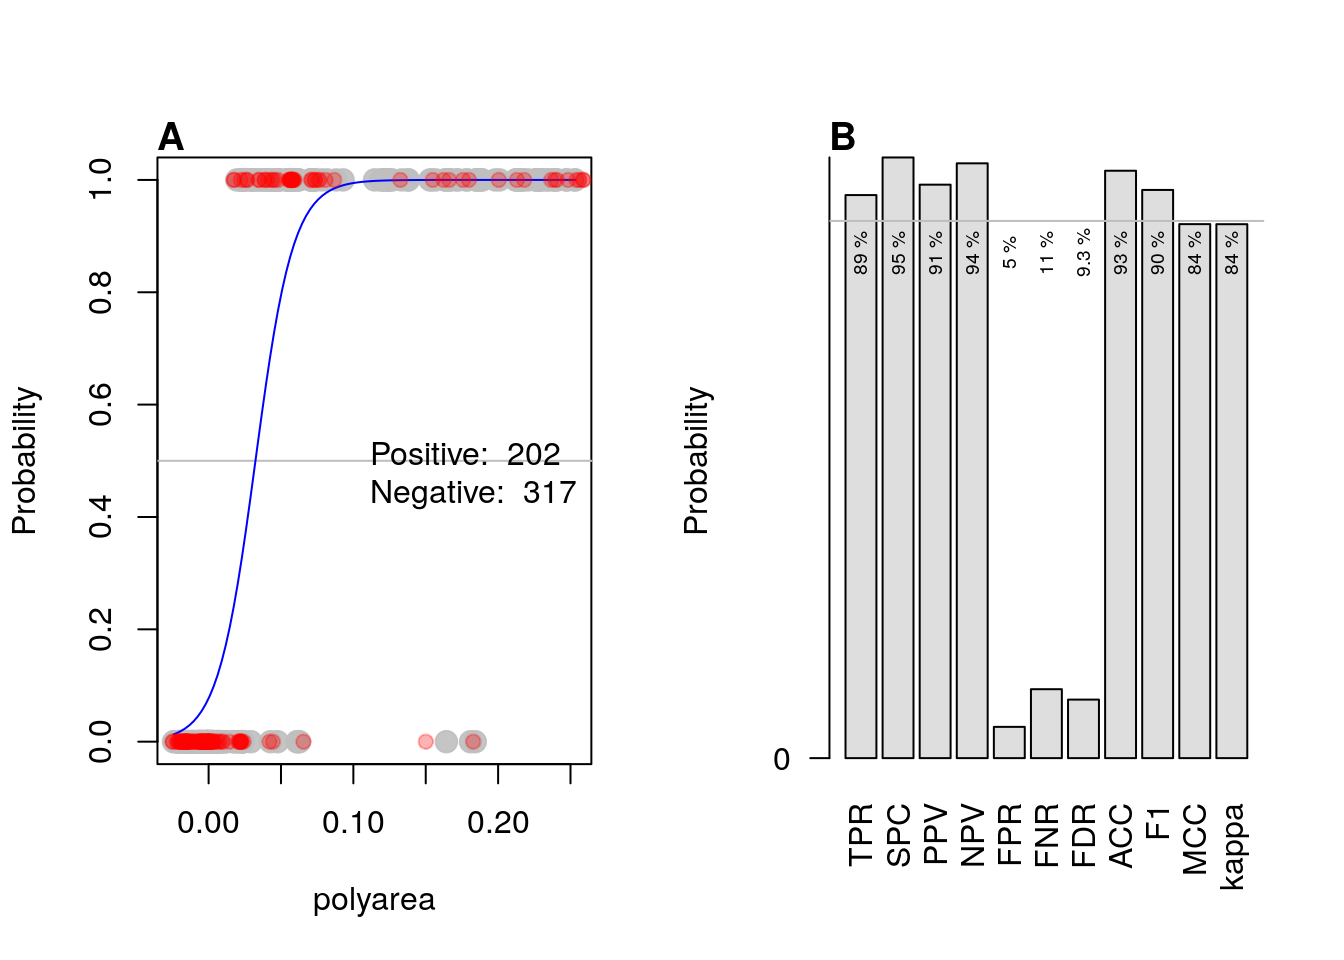 A
Probability
1.0
0.8
0.6
0.4
0.2
0.0
Positive: 202
Negative: 317
0.00 0.10 0.20
polyarea
B
Probability
0
89 % 95 % 91 % 94 % 5 % 11 % 9.3 % 93 % 90 % 84 % 84 %
TPR SPC PPV NPV FPR FNR FDR ACC F1 MCC kappa